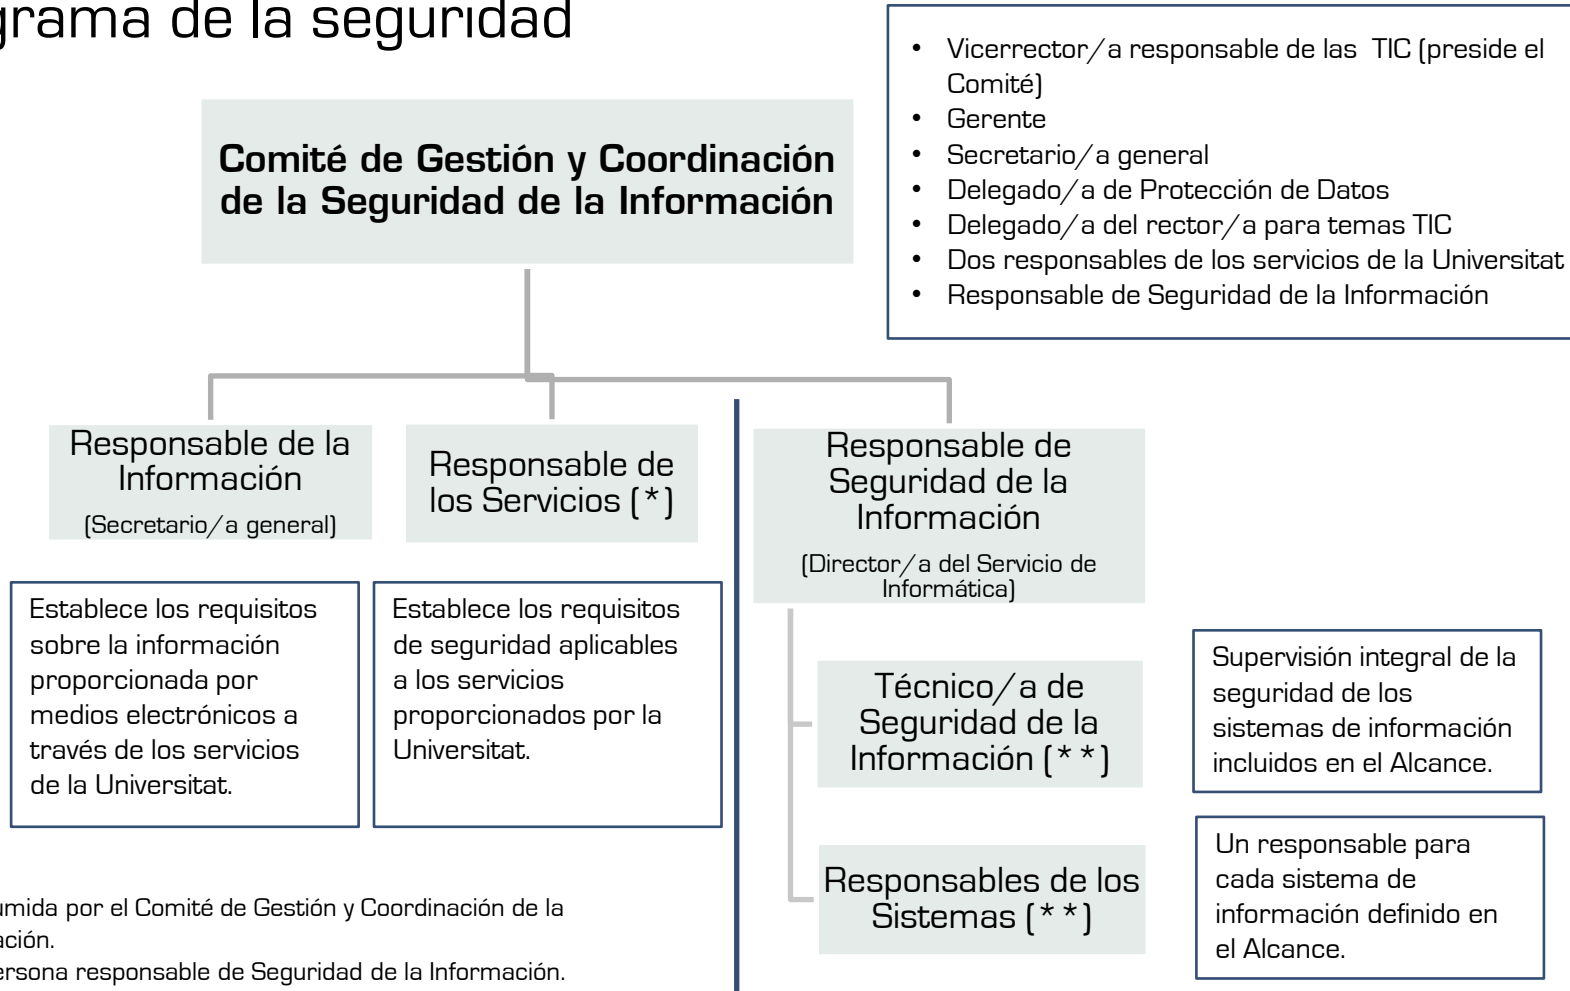 grama de la seguridad
• Vicerrector/a responsable de las TIC (preside el
Comité)
• Gerente
• Secretario/a general
• Delegado/a de Protección de Datos
• Delegado/a del rector/a para temas TIC
• Dos responsables de los servicios de la Universitat
• Responsable de Seguridad de la Información
Comité de Gestión y Coordinación
de la Seguridad de la Información
Responsable de la
Información
(Secretario/a general)
Responsable de
los Servicios (*)
Responsable de
Seguridad de la
Información
(Director/a del Servicio de
Informática)
Establece los requisitos
sobre la información
proporcionada por
medios electrónicos a
través de los servicios
de la Universitat.
Establece los requisitos
de seguridad aplicables
a los servicios
proporcionados por la
Universitat.
Técnico/a de
Seguridad de la
Información (**)
Supervisión integral de la
seguridad de los
sistemas de información
incluidos en el Alcance.
Responsables de los
Sistemas (**)
Un responsable para
cada sistema de
información definido en
el Alcance.
umida por el Comité de Gestión y Coordinación de la
ación.
ersona responsable de Seguridad de la Información.